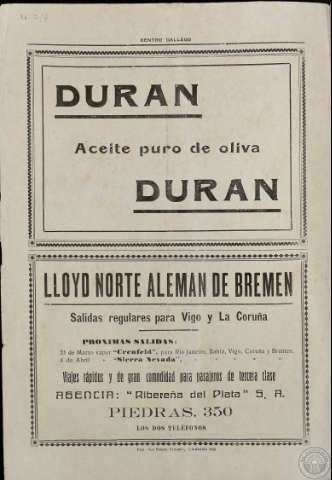 CENTRO GALLEGO
DURAN
Aceite puro de oliva
DURAN
LLOYD NORTE ALEMAN DE BREMEN
Salidas regulares para Vigo y La Coruña
PROXIMAS SALIDAS:
21 de Marzo vapor "Crenfeld", para Río Janeiro, Bahía, Vigo, Coruña y Bremen.
4 de Abril " "Sierra Nevada", " " " "
Viajes rápidos y de gran comodidad para pasajeros de tercera clase
AGENCIA: "Ribereña del Plata" S. A.
PIEDRAS, 350
LOS DOS TELEFONOS